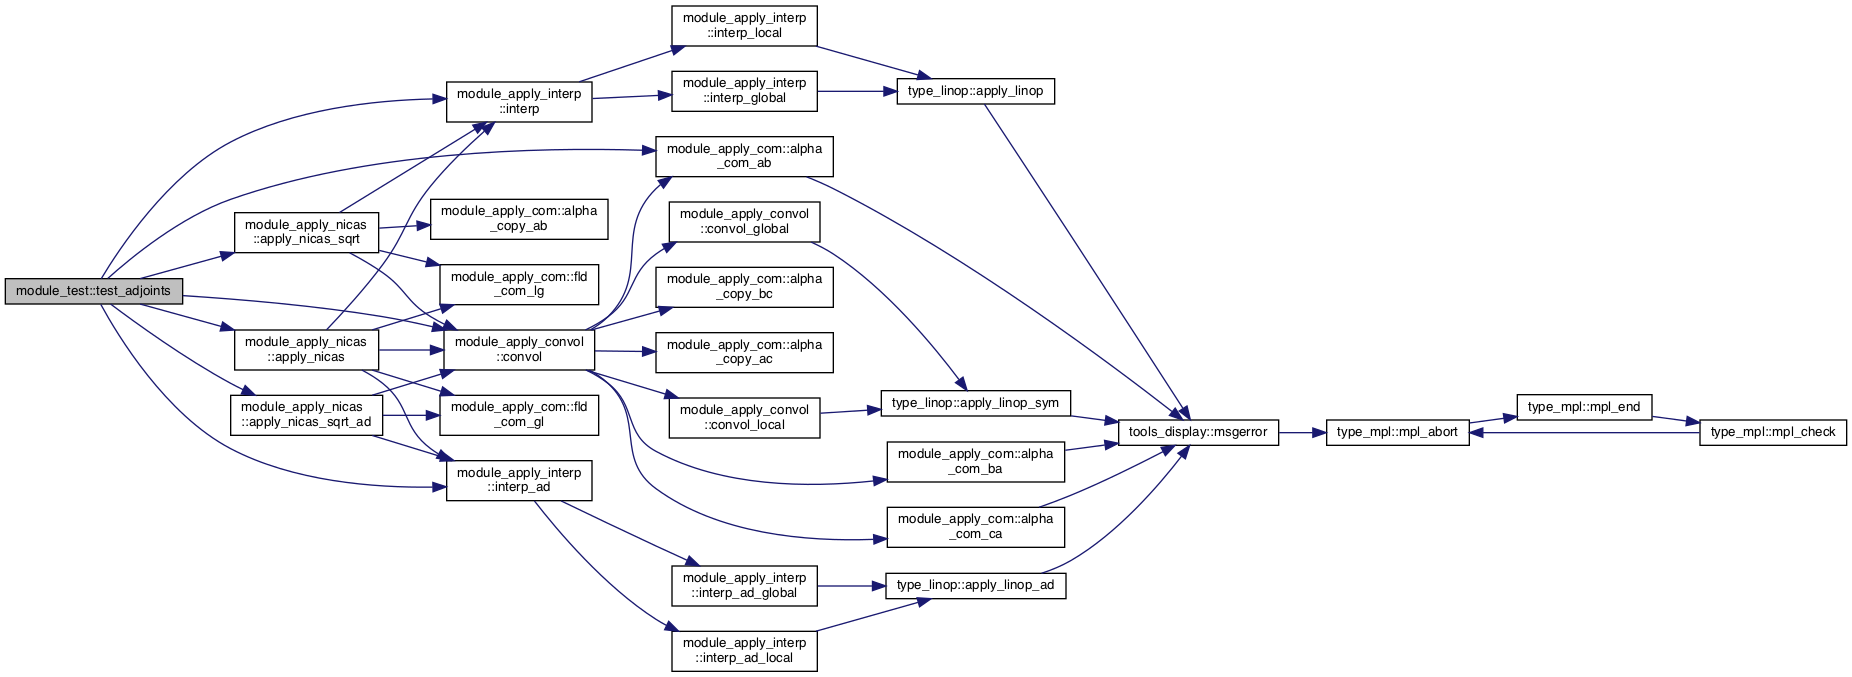 module_apply_interp
::interp_local
module_apply_interp
::interp_global
module_apply_interp
::interp
type_linop::apply_linop
module_apply_com::alpha
_com_ab
module_apply_com::alpha
_copy_ab
module_apply_convol
::convol_global
module_apply_nicas
::apply_nicas_sqrt
module_apply_com::fld
_com_lg
module_apply_com::alpha
_copy_bc
module_test::test_adjoints
module_apply_nicas
::apply_nicas
module_apply_convol
::convol
module_apply_com::alpha
_copy_ac
module_apply_nicas
::apply_nicas_sqrt_ad
module_apply_com::fld
_com_gl
module_apply_convol
::convol_local
type_linop::apply_linop_sym
tools_display::msgerror
type_mpl::mpl_abort
type_mpl::mpl_end
type_mpl::mpl_check
module_apply_com::alpha
_com_ba
module_apply_interp
::interp_ad
module_apply_com::alpha
_com_ca
module_apply_interp
::interp_ad_global
type_linop::apply_linop_ad
module_apply_interp
::interp_ad_local